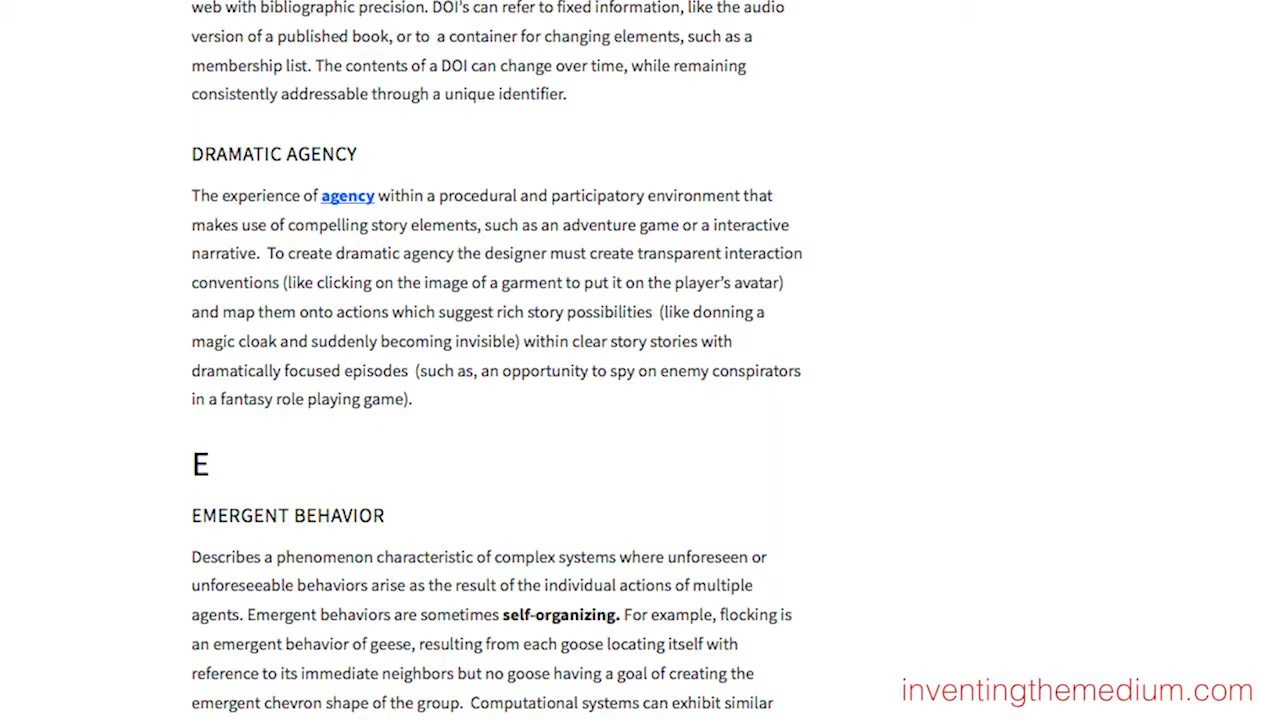 web with bibliographic precision. DOI's can refer to fixed information, like the audio
version of a published book, or to  a container for changing elements, such as a
membership list. The contents of a DOI can change over time, while remaining
consistently addressable through a unique identifier.
DRAMATIC AGENCY
The experience of agency within a procedural and participatory environment that
makes use of compelling story elements, such as an adventure game or a interactive
narrative.  To create dramatic agency the designer must create transparent interaction
conventions (like clicking on the image of a garment to put it on the player's avatar)
and map them onto actions which suggest rich story possibilities  (like donning a
magic cloak and suddenly becoming invisible) within clear story stories with
dramatically focused episodes  (such as, an opportunity to spy on enemy conspirators
in a fantasy role playing game).
E
EMERGENT BEHAVIOR
Describes a phenomenon characteristic of complex systems where unforeseen or
unforeseeable behaviors arise as the result of the individual actions of multiple
agents. Emergent behaviors are sometimes self-organizing. For example, flocking is
an emergent behavior of geese, resulting from each goose locating itself with
reference to its immediate neighbors but no goose having a goal of creating the
emergent chevron shape of the group.  Computational systems can exhibit similar
inventingthemedium.com